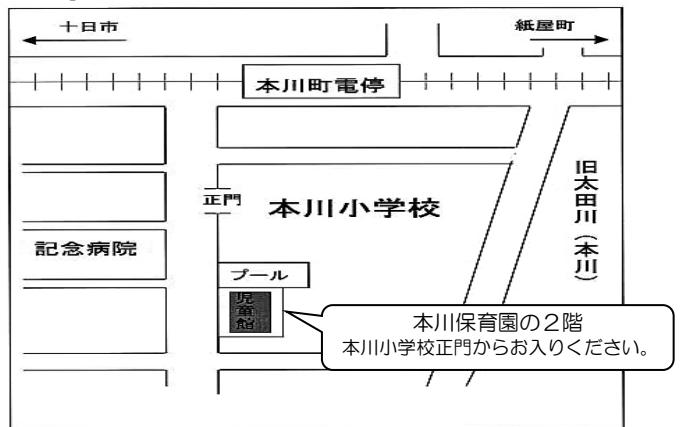 十日市
紙屋町
本川町電停
正門
本川小学校
旧太田川（本川）
記念病院
プール
児童館
本川保育園の２階
本川小学校正門からお入りください。